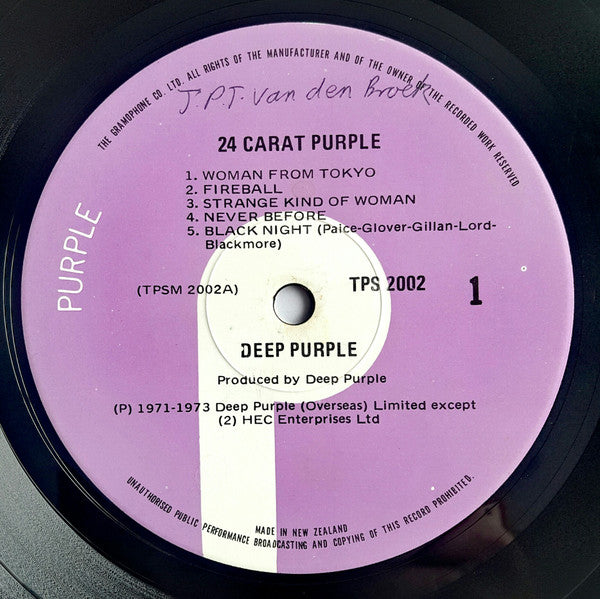 THE GRAMOPHONE CO. LTD. ALL RIGHTS OF THE MANUFACTURER AND OF THE OWNER OF THE RECORDED WORK RESERVED
J.P.T. van den Broek
24 CARAT PURPLE
1. WOMAN FROM TOKYO
2. FIREBALL
3. STRANGE KIND OF WOMAN
4. NEVER BEFORE
5. BLACK NIGHT (Paice-Glover-Gillan-Lord-
Blackmore)
PURPLE
(TPSM 2002A)
TPS 2002
1
DEEP PURPLE
Produced by Deep Purple
(P) 1971-1973 Deep Purple (Overseas) Limited except
(2) HEC Enterprises Ltd
MADE IN NEW ZEALAND
UNAUTHORISED PUBLIC PERFORMANCE BROADCASTING AND COPYING OF THIS RECORD PROHIBITED.